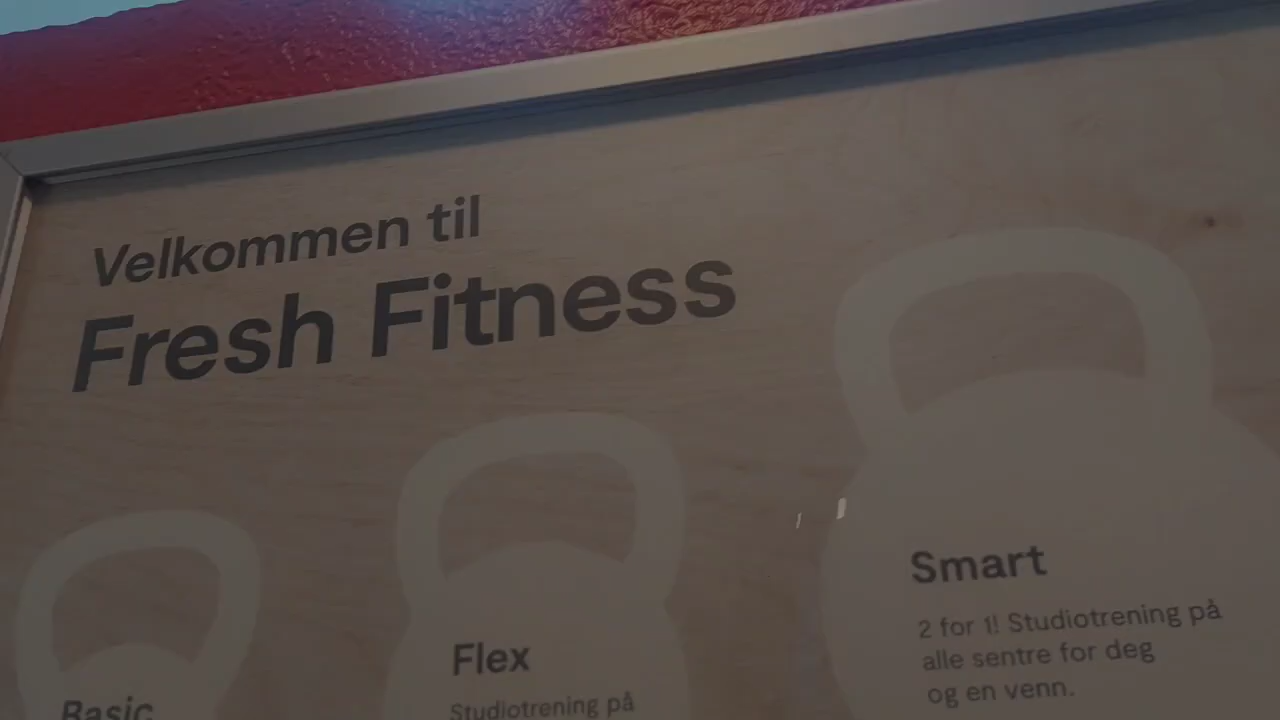 Velkommen til
Fresh Fitness
Smart
2 for 1! Studiotrening på
alle sentre for deg
og en venn.
Flex
Studiotrening på
Basic